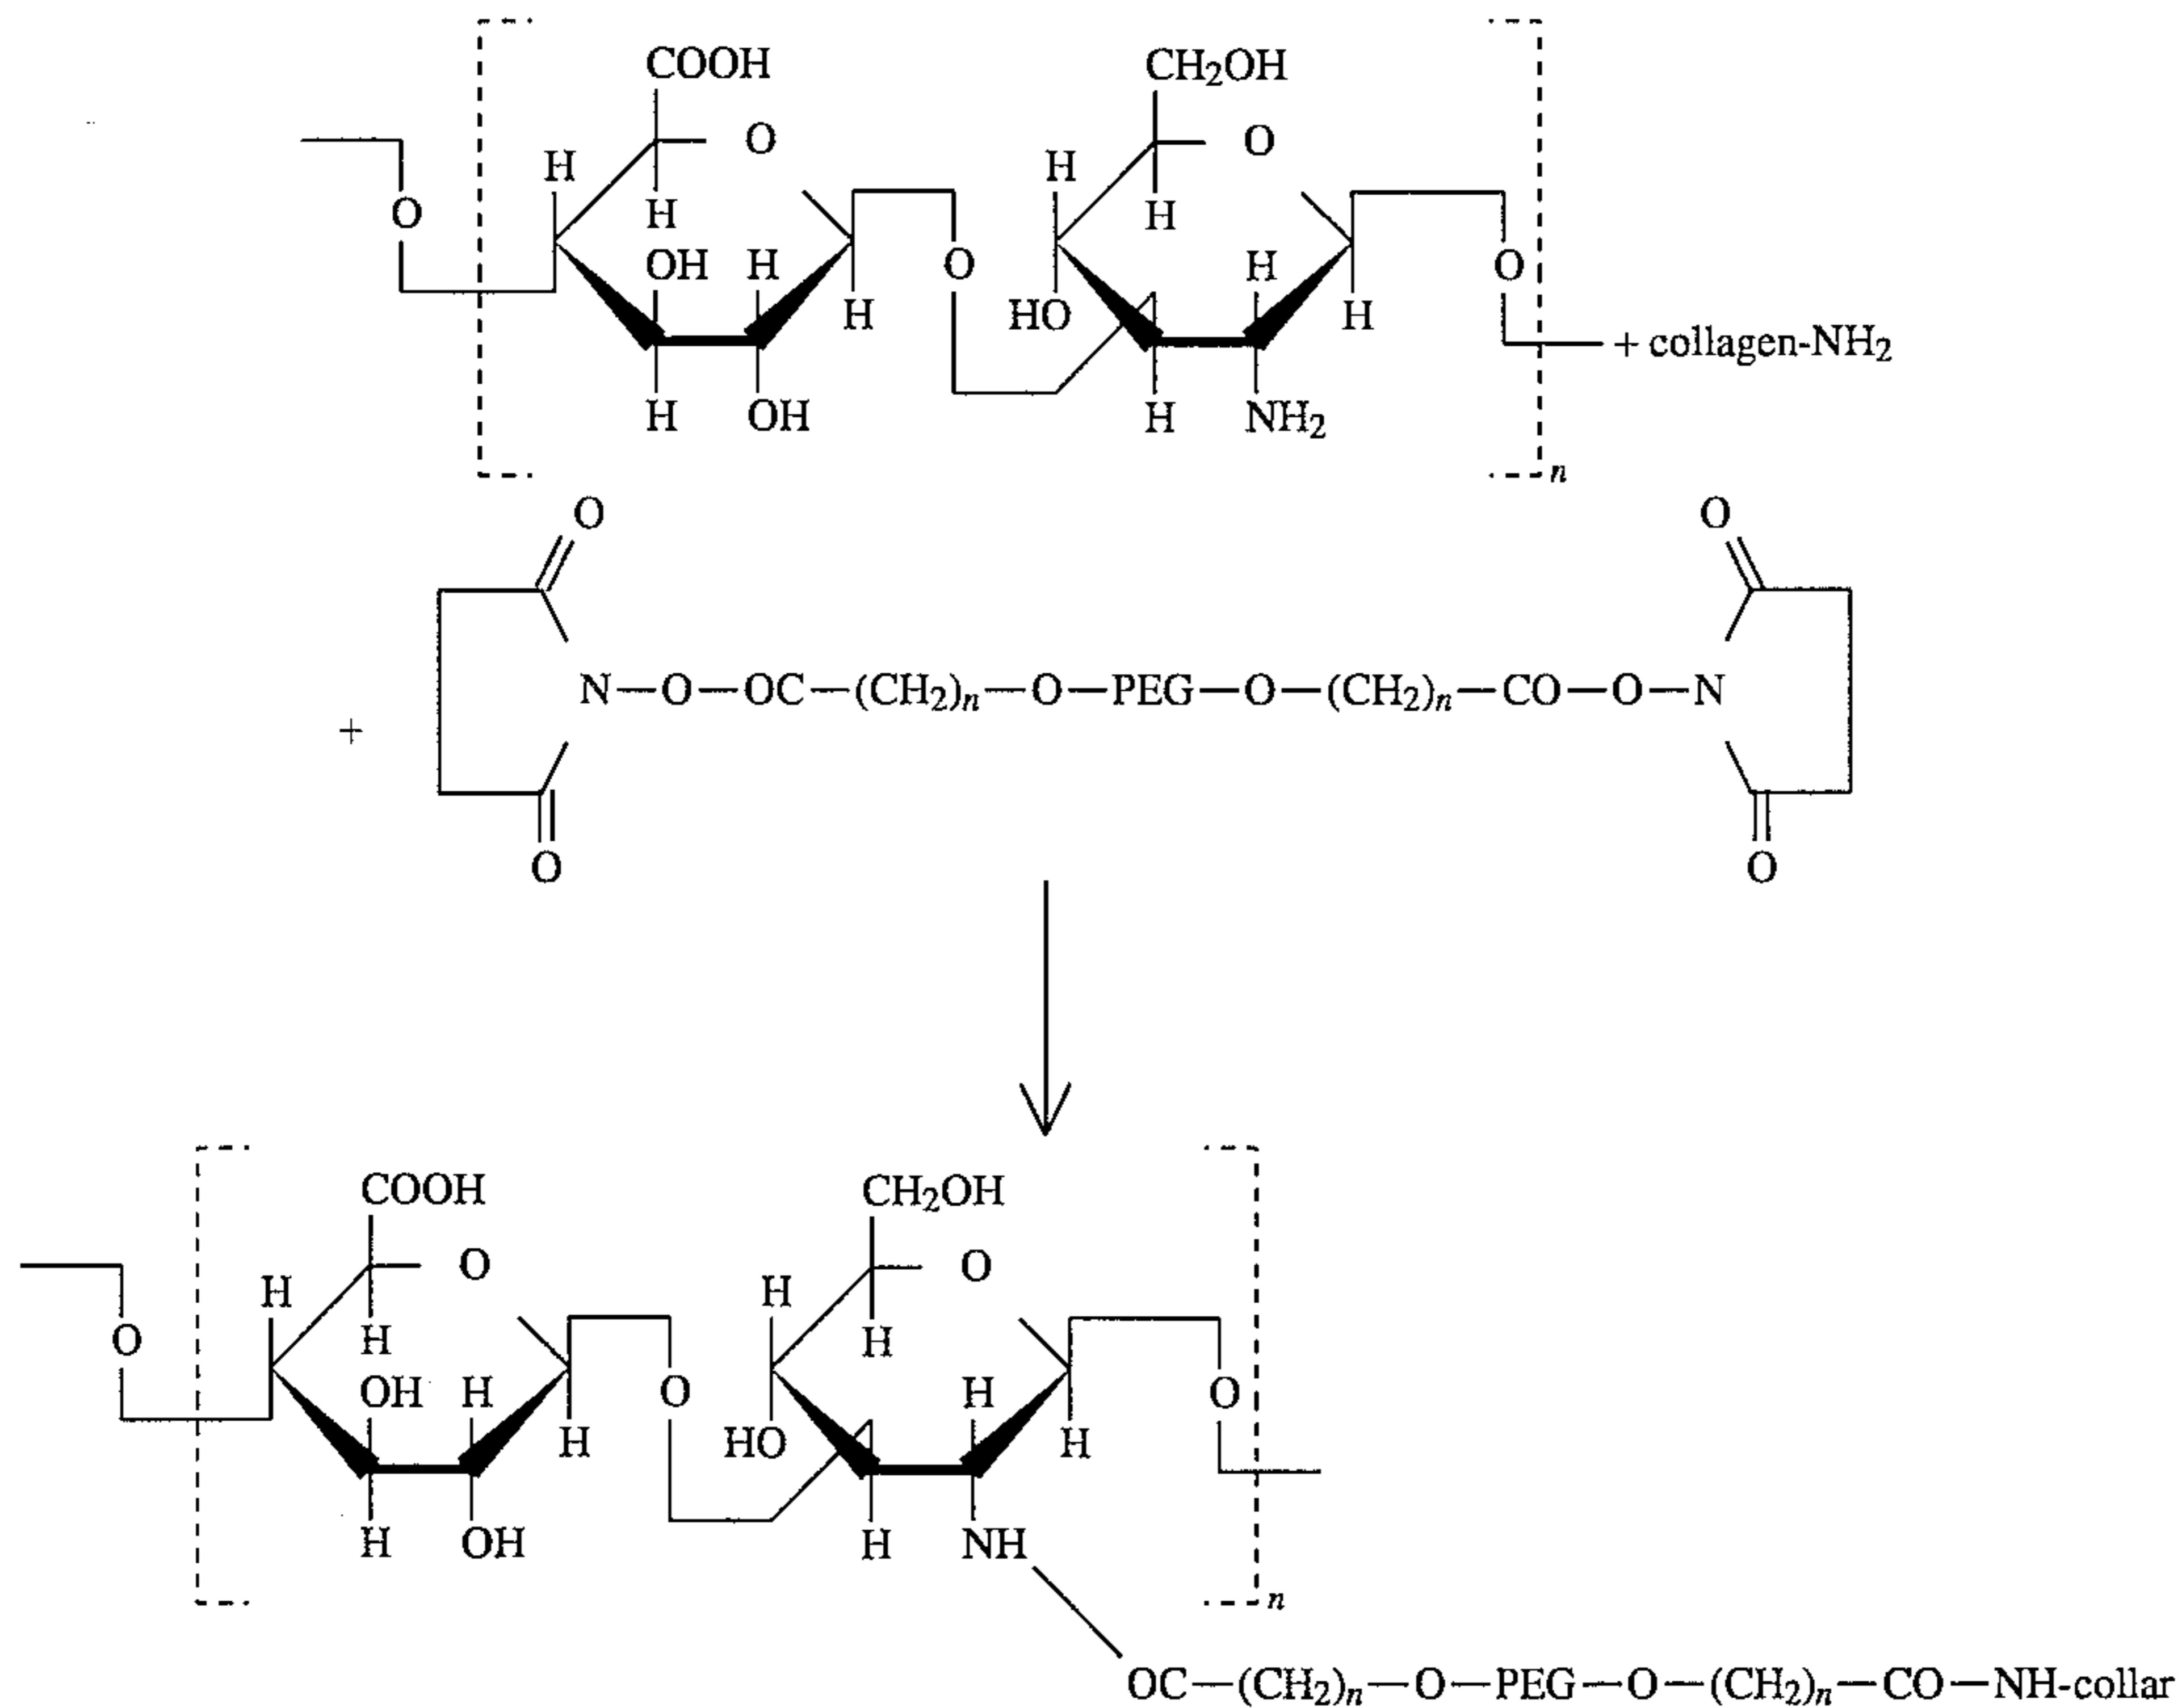 COOH CH₂OH
H O H O
O H H
OH H O H O
H HO H + collagen-NH₂
H OH H NH₂
n
O O
N—O—OC—(CH₂)ₙ—O—PEG—O—(CH₂)ₙ—CO—O—N
+
O O
COOH CH₂OH
O O
H H
O H H
OH H O H O
H HO H
H OH H NH
n
OC—(CH₂)ₙ—O—PEG—O—(CH₂)ₙ—CO—NH-collar